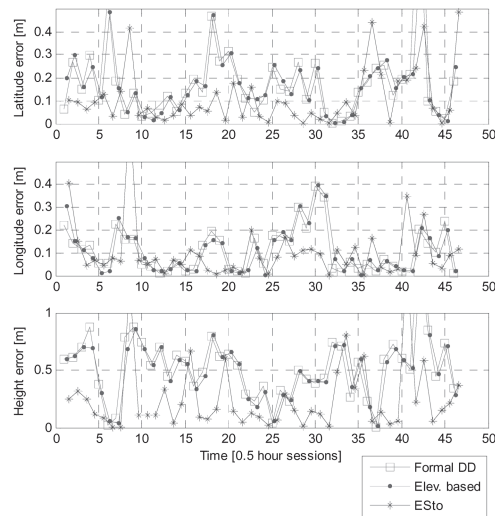 Latitude error [m]
0.5
0.4
0.3
0.2
0.1
0
0 5 10 15 20 25 30 35 40 45 50
Longitude error [m]
0.4
0.3
0.2
0.1
0
0 5 10 15 20 25 30 35 40 45 50
Height error [m]
1
0.5
0
0 5 10 15 20 25 30 35 40 45 50
Time [0.5 hour sessions]
Formal DD
Elev. based
ESto